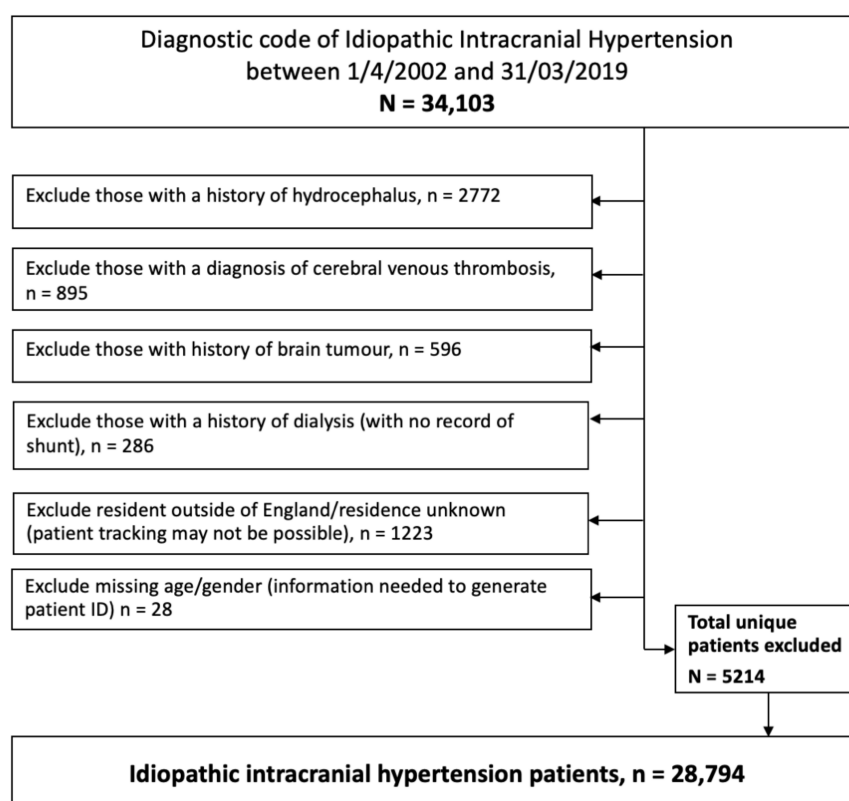 Diagnostic code of Idiopathic Intracranial Hypertension
between 1/4/2002 and 31/03/2019
N = 34,103
Exclude those with a history of hydrocephalus, n = 2772
Exclude those with a diagnosis of cerebral venous thrombosis,
n = 895
Exclude those with history of brain tumour, n = 596
Exclude those with a history of dialysis (with no record of
shunt), n = 286
Exclude resident outside of England/residence unknown
(patient tracking may not be possible), n = 1223
Exclude missing age/gender (information needed to generate
patient ID) n = 28
Total unique
patients excluded
N = 5214
Idiopathic intracranial hypertension patients, n = 28,794